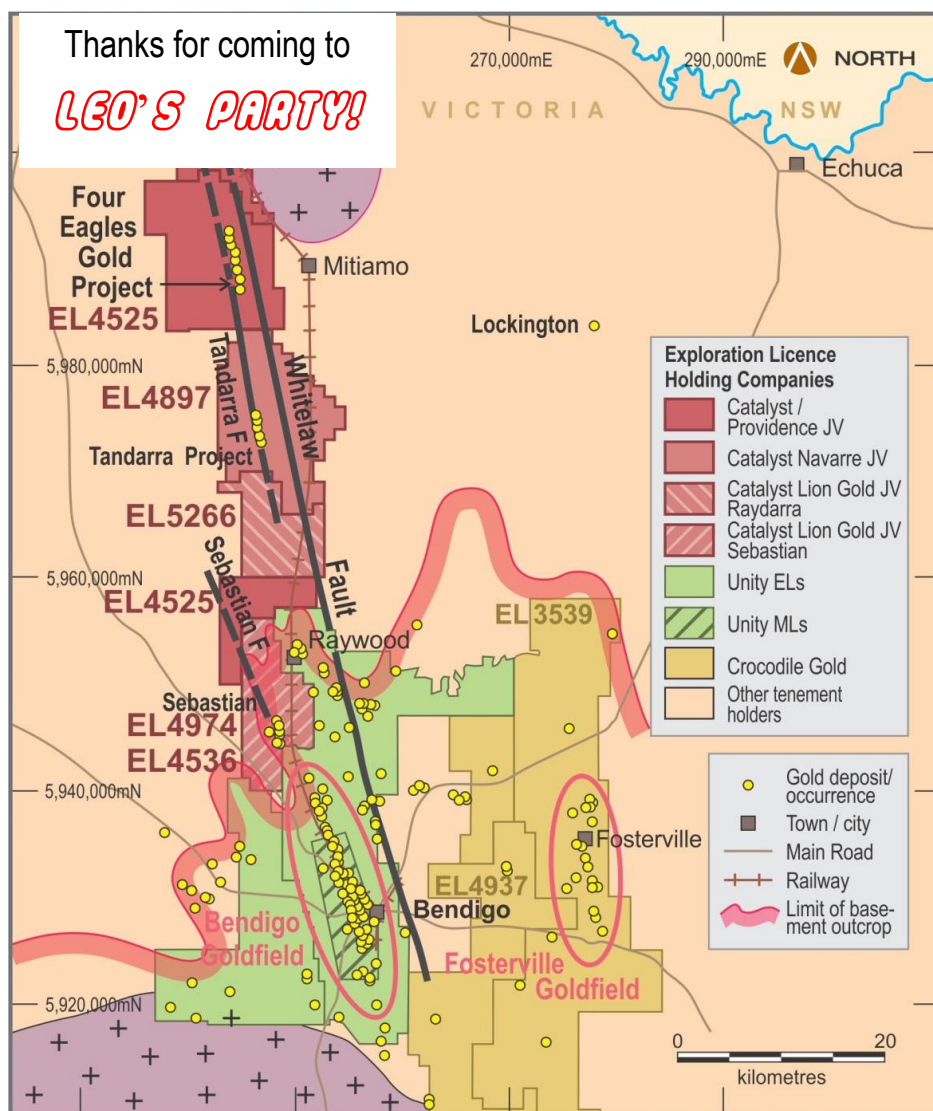 Thanks for coming to
LEO'S PARTY!
270,000mE
290,000mE
NORTH
VICTORIA
NSW
Echuca
Four
Eagles
Gold
Project
EL4525
Mitiamo
Lockington
5,980,000mN
EL4897
Tandarra F
Whitelaw
Tandarra Project
EL5266
5,960,000mN
Sebastian F
EL4525
Fault
Raywood
EL3539
Sebastian
EL4974
EL4536
5,940,000mN
Fosterville
EL4937
Bendigo
Bendigo
Goldfield
Fosterville
Goldfield
5,920,000mN
Exploration Licence
Holding Companies
Catalyst /
Providence JV
Catalyst Navarre JV
Catalyst Lion Gold JV
Raydarra
Catalyst Lion Gold JV
Sebastian
Unity ELs
Unity MLs
Crocodile Gold
Other tenement
holders
Gold deposit/
occurrence
Town / city
Main Road
Railway
Limit of base-
ment outcrop
0 20
kilometres